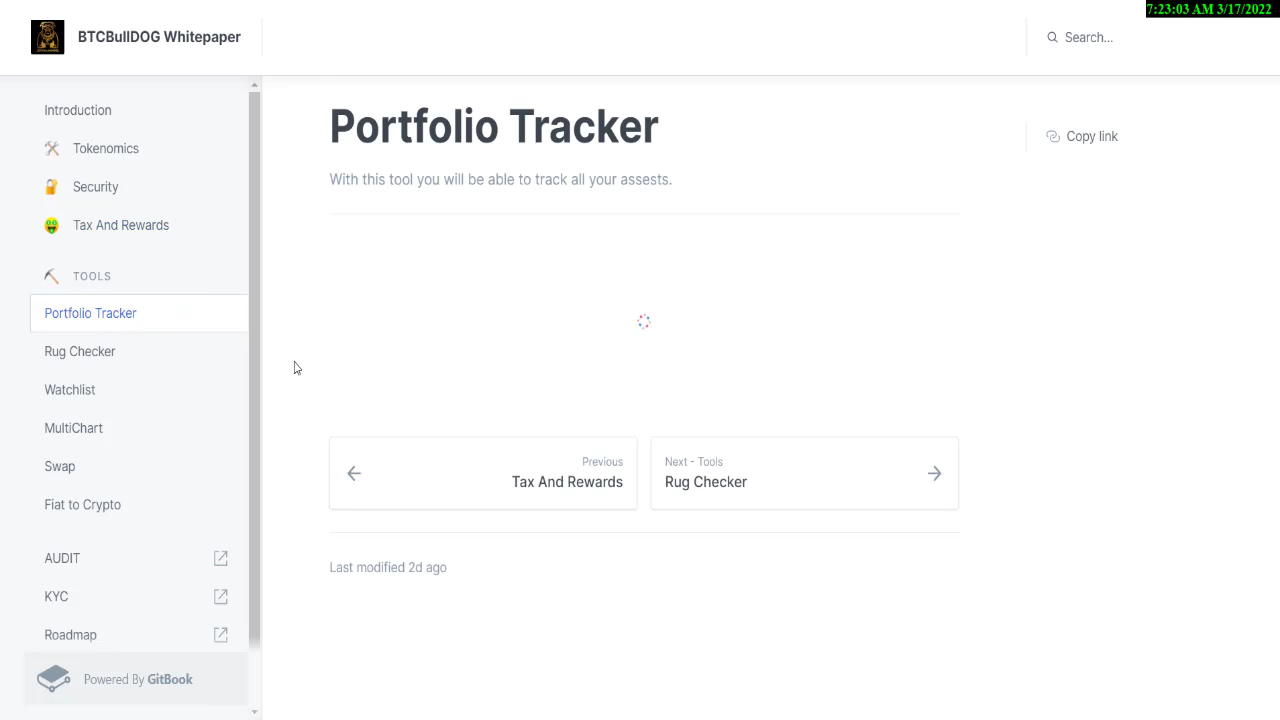 7:23:03 AM 3/17/2022
BTCBullDOG Whitepaper
Search...
Introduction
Tokenomics
Security
Tax And Rewards
TOOLS
Portfolio Tracker
Rug Checker
Watchlist
MultiChart
Swap
Fiat to Crypto
AUDIT
KYC
Roadmap
Powered By GitBook
Portfolio Tracker
With this tool you will be able to track all your assests.
Copy link
Previous
Tax And Rewards
Next - Tools
Rug Checker
Last modified 2d ago